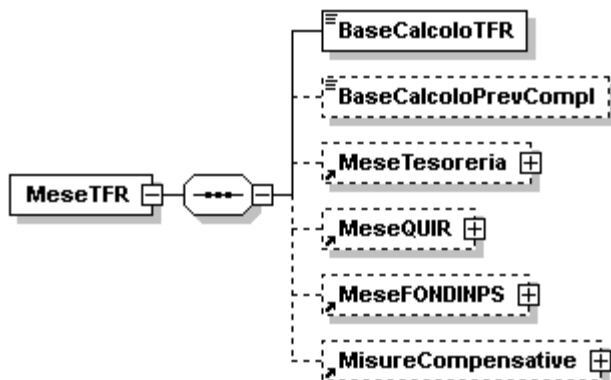 BaseCalcoloTFR
BaseCalcoloPrevCompl
MeseTesoreria
MeseTFR
MeseQUIR
MeseFONDINPS
MisureCompensative